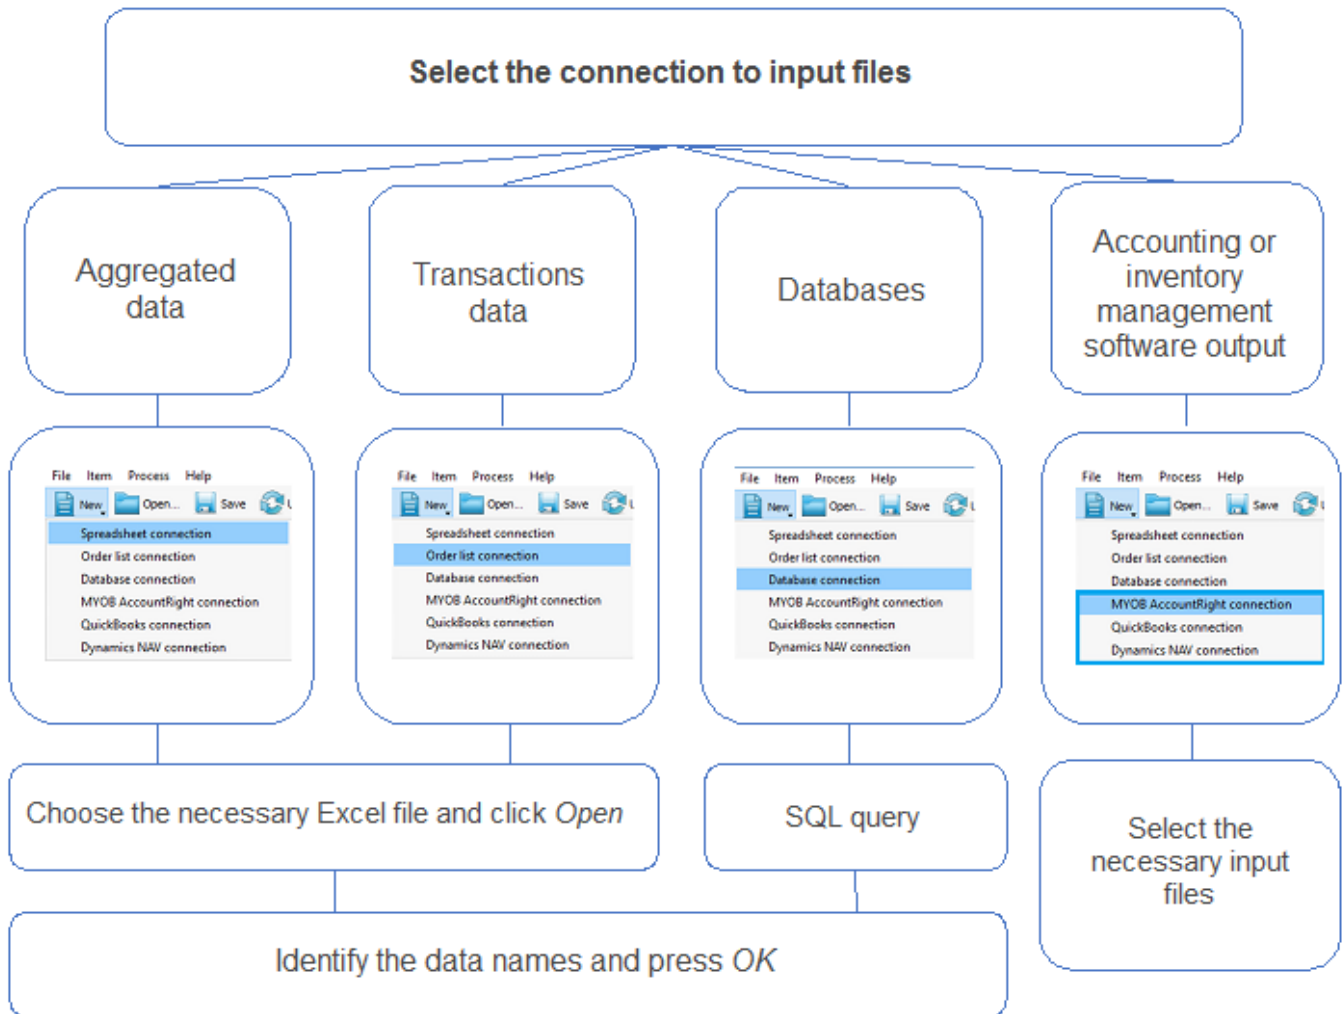 Select the connection to input files
Aggregated
data
Transactions
data
Databases
Accounting or
inventory
management
software output
File Item Process Help
New Open... Save U
Spreadsheet connection
Order list connection
Database connection
MYOB AccountRight connection
QuickBooks connection
Dynamics NAV connection
File Item Process Help
New Open... Save U
Spreadsheet connection
Order list connection
Database connection
MYOB AccountRight connection
QuickBooks connection
Dynamics NAV connection
File Item Process Help
New Open... Save U
Spreadsheet connection
Order list connection
Database connection
MYOB AccountRight connection
QuickBooks connection
Dynamics NAV connection
File Item Process Help
New Open... Save U
Spreadsheet connection
Order list connection
Database connection
MYOB AccountRight connection
QuickBooks connection
Dynamics NAV connection
Choose the necessary Excel file and click Open
SQL query
Select the
necessary input
files
Identify the data names and press OK